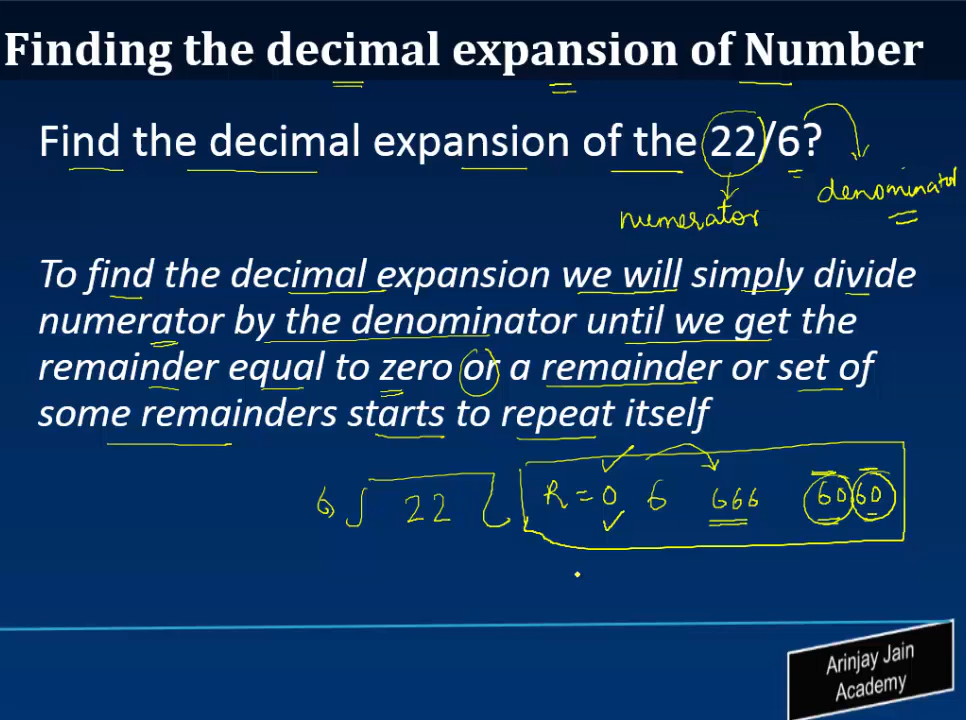 Finding the decimal expansion of Number
Find the decimal expansion of the 22/6?
denominator
numerator
To find the decimal expansion we will simply divide
numerator by the denominator until we get the
remainder equal to zero or a remainder or set of
some remainders starts to repeat itself
6 22 R = 0 6 666 60 60
Arinjay Jain
Academy